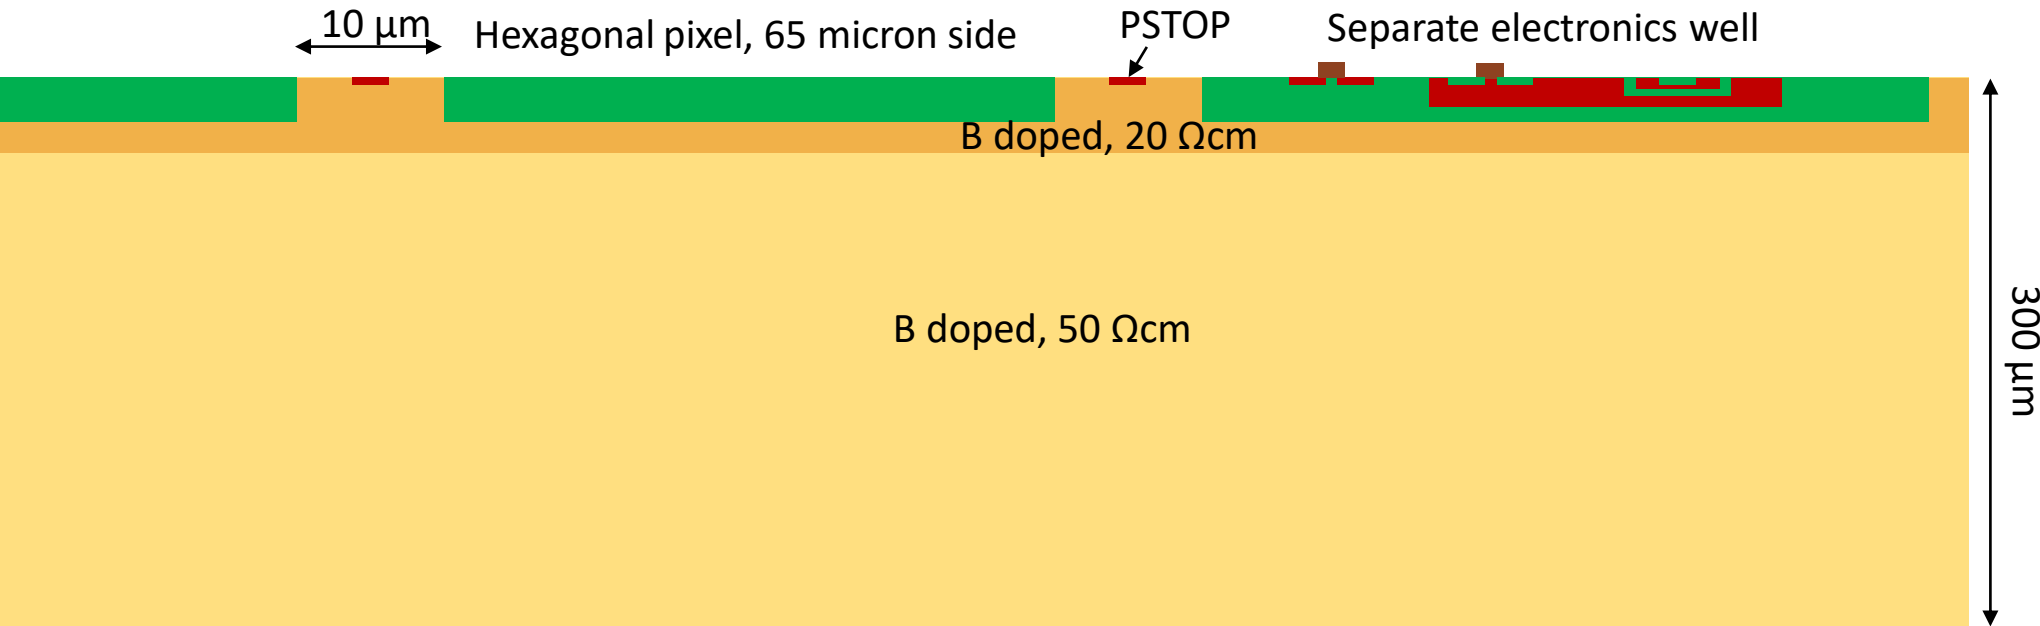 10 µm
Hexagonal pixel, 65 micron side
PSTOP
Separate electronics well
B doped, 20 Ωcm
B doped, 50 Ωcm
300 µm